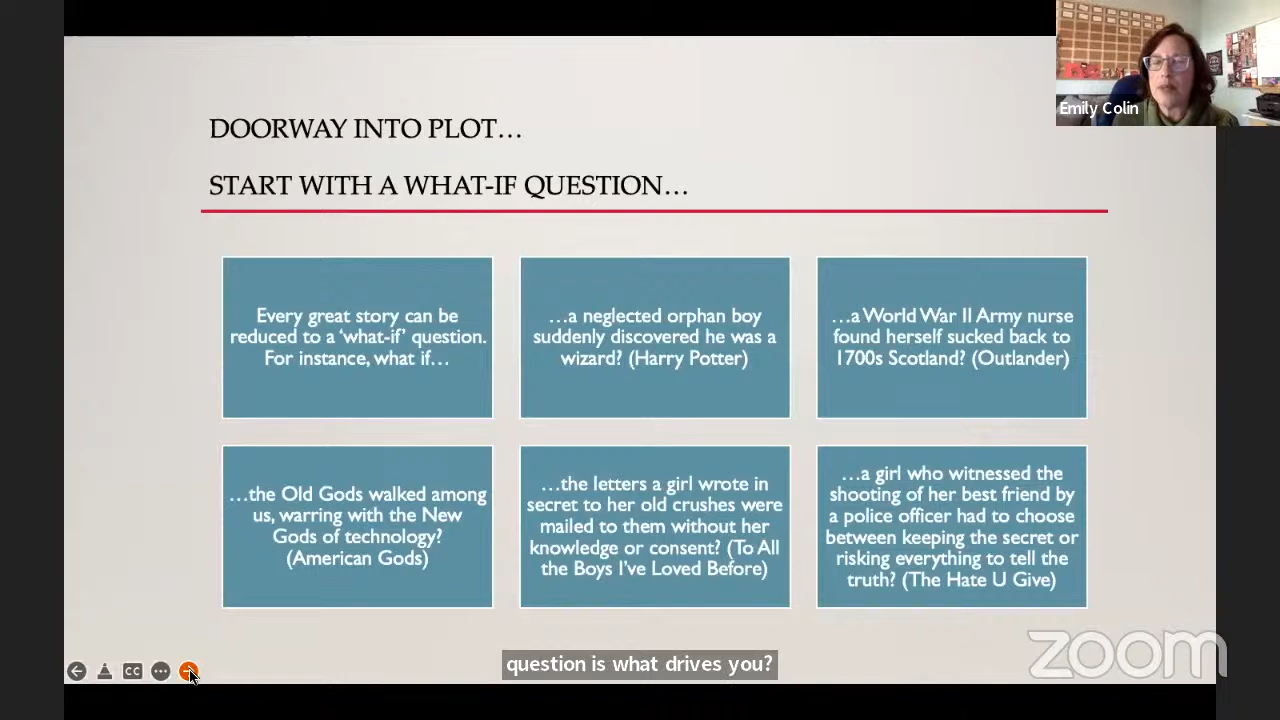 Emily Colin
DOORWAY INTO PLOT…
START WITH A WHAT-IF QUESTION…
Every great story can be
reduced to a ‘what-if’ question.
For instance, what if…
…a neglected orphan boy
suddenly discovered he was a
wizard? (Harry Potter)
…a World War II Army nurse
found herself sucked back to
1700s Scotland? (Outlander)
…the Old Gods walked among
us, warring with the New
Gods of technology?
(American Gods)
…the letters a girl wrote in
secret to her old crushes were
mailed to them without her
knowledge or consent? (To All
the Boys I’ve Loved Before)
…a girl who witnessed the
shooting of her best friend by
a police officer had to choose
between keeping the secret or
risking everything to tell the
truth? (The Hate U Give)
CC
question is what drives you?
zoom